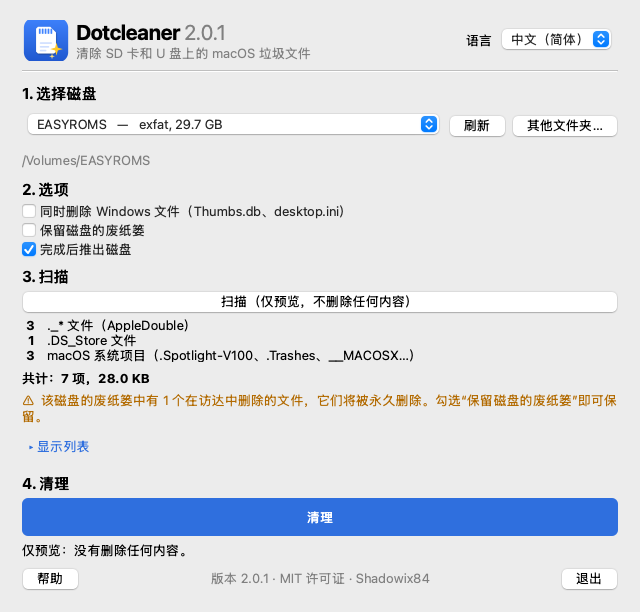 Dotcleaner 2.0.1
清除 SD 卡和 U 盘上的 macOS 垃圾文件
语言
中文（简体）
1. 选择磁盘
EASYROMS — exfat, 29.7 GB
刷新
其他文件夹...
/Volumes/EASYROMS
2. 选项
同时删除 Windows 文件（Thumbs.db、desktop.ini）
保留磁盘的废纸篓
完成后推出磁盘
3. 扫描
扫描（仅预览，不删除任何内容）
3 ._* 文件（AppleDouble）
1 .DS_Store 文件
3 macOS 系统项目（.Spotlight-V100、.Trashes、__MACOSX...）
共计：7 项，28.0 KB
⚠ 该磁盘的废纸篓中有 1 个在访达中删除的文件，它们将被永久删除。勾选“保留磁盘的废纸篓”即可保
留。
▸ 显示列表
4. 清理
清理
仅预览：没有删除任何内容。
帮助
版本 2.0.1 · MIT 许可证 · Shadowix84
退出